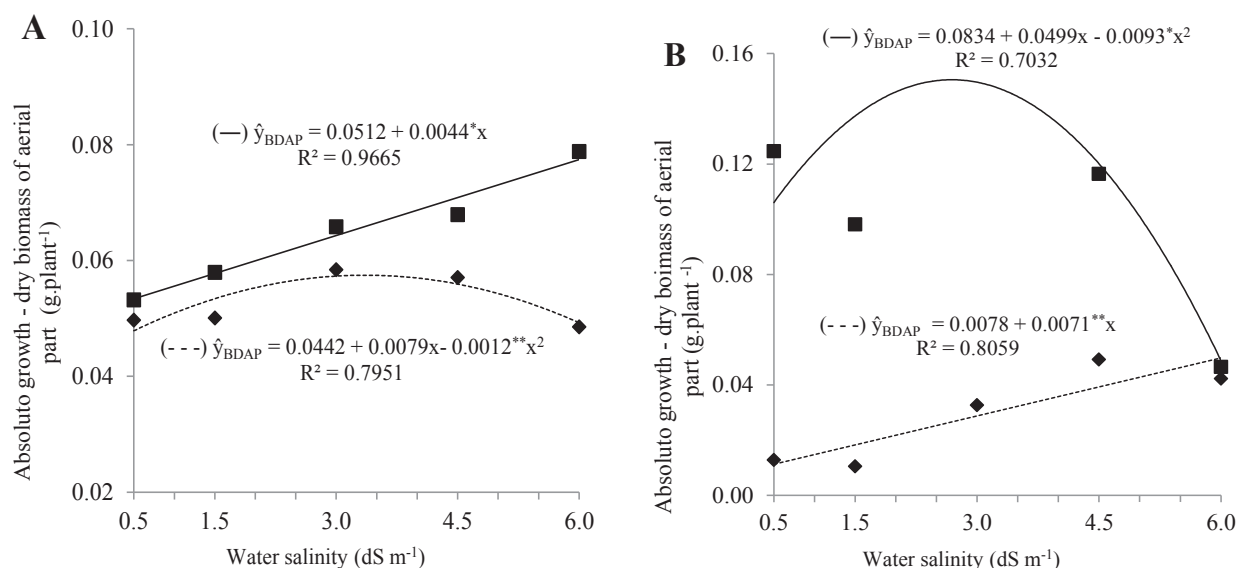 A
Absoluto growth - dry biomass of aerial
part (g.plant⁻¹)
0.10
0.08
0.06
0.04
0.02
(—) ŷBDAP = 0.0512 + 0.0044*x
R² = 0.9665
(- - -) ŷBDAP = 0.0442 + 0.0079x- 0.0012**x²
R² = 0.7951
0.5 1.5 3.0 4.5 6.0
Water salinity (dS m⁻¹)
B
Absoluto growth - dry boimass of aerial
part (g.plant ⁻¹)
0.16
0.12
0.08
0.04
0.00
(—) ŷBDAP = 0.0834 + 0.0499x - 0.0093*x²
R² = 0.7032
(- - -) ŷBDAP = 0.0078 + 0.0071**x
R² = 0.8059
0.5 1.5 3.0 4.5 6.0
Water salinity (dS m⁻¹)